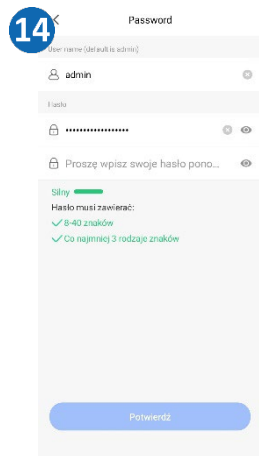 14
Password
User name (default is admin)
admin
Hasło
••••••••••••••••••
Proszę wpisz swoje hasło pono...
Silny
Hasło musi zawierać:
8-40 znaków
Co najmniej 3 rodzaje znaków
Potwierdź